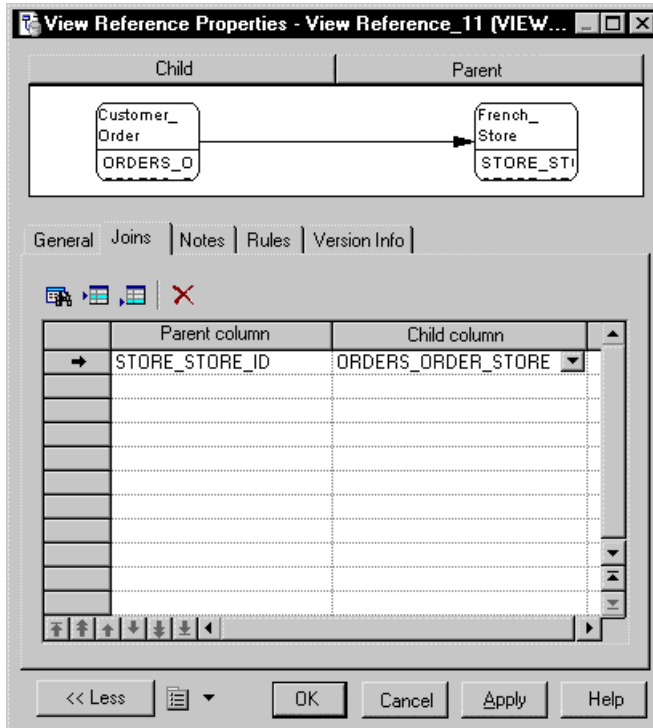 View Reference Properties - View Reference_11 (VIEW...
Child Parent
Customer_
Order
ORDERS_O
French_
Store
STORE_ST
General Joins Notes Rules Version Info
Parent column Child column
STORE_STORE_ID ORDERS_ORDER_STORE
<< Less OK Cancel Apply Help